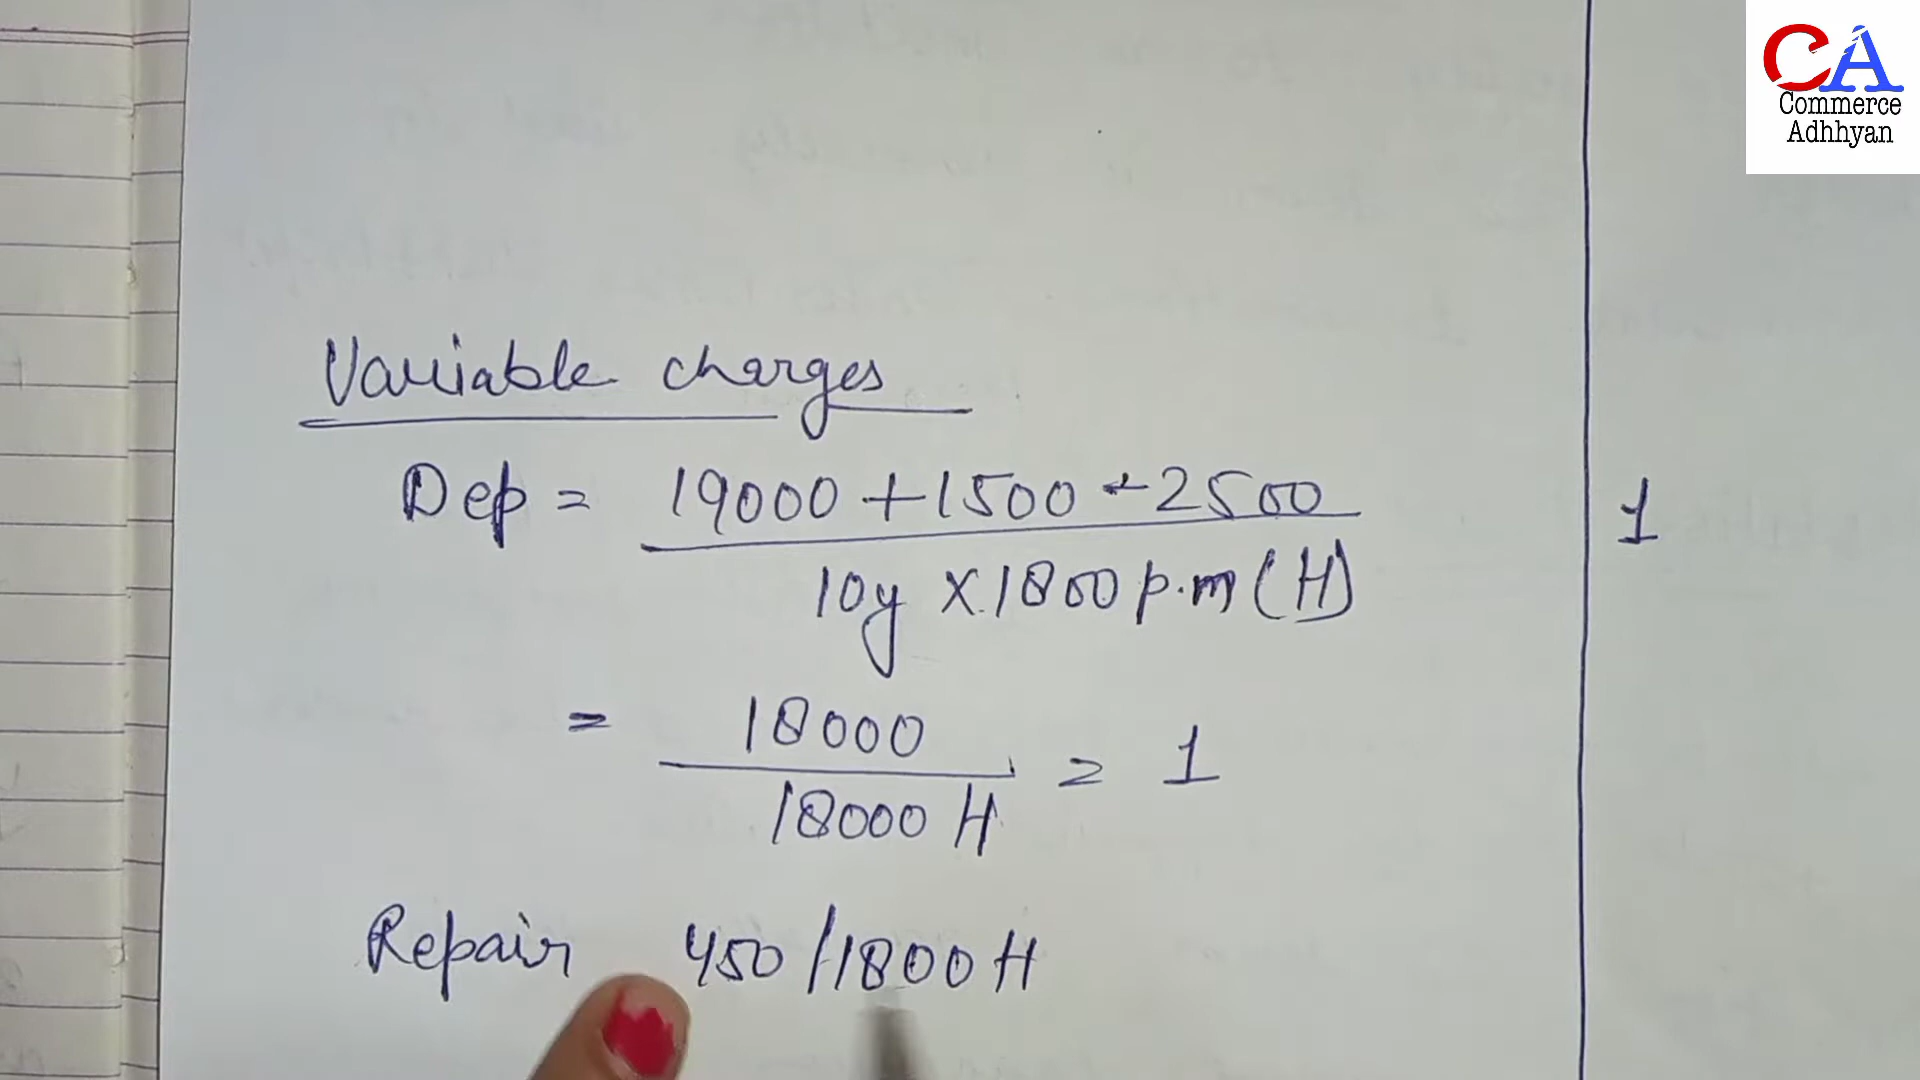 CA
Commerce
Adhhyan
Variable charges
Dep = 19000 + 1500 - 2500 1
10y x 1800 p.m (H)
= 18000 = 1
18000 H
Repair 450/1800 H